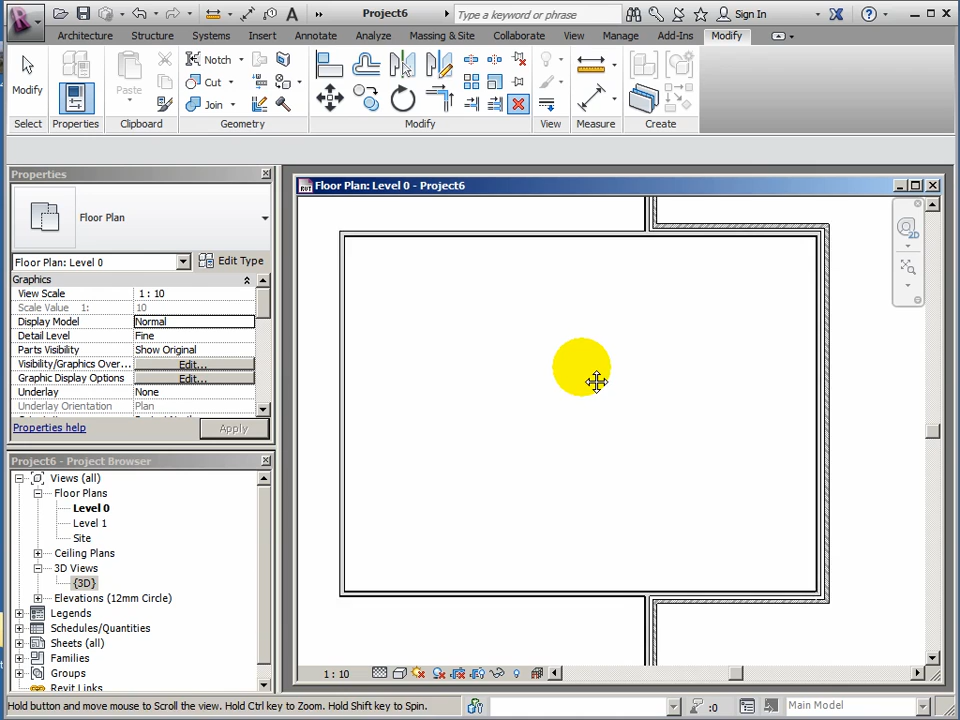 Project6
Type a keyword or phrase
Sign In
Architecture Structure Systems Insert Annotate Analyze Massing & Site Collaborate View Manage Add-Ins Modify
Modify
Paste
Notch
Cut
Join
Select Properties Clipboard Geometry Modify View Measure Create
Properties
Floor Plan
Floor Plan: Level 0
Edit Type
Graphics
View Scale 1 : 10
Scale Value 1: 10
Display Model Normal
Detail Level Fine
Parts Visibility Show Original
Visibility/Graphics Over... Edit...
Graphic Display Options Edit...
Underlay None
Underlay Orientation Plan
Properties help
Apply
Project6 - Project Browser
Views (all)
Floor Plans
Level 0
Level 1
Site
Ceiling Plans
3D Views
{3D}
Elevations (12mm Circle)
Legends
Schedules/Quantities
Sheets (all)
Families
Groups
Revit Links
Floor Plan: Level 0 - Project6
2D
1 : 10
Hold button and move mouse to Scroll the view. Hold Ctrl key to Zoom. Hold Shift key to Spin.
:0
Main Model